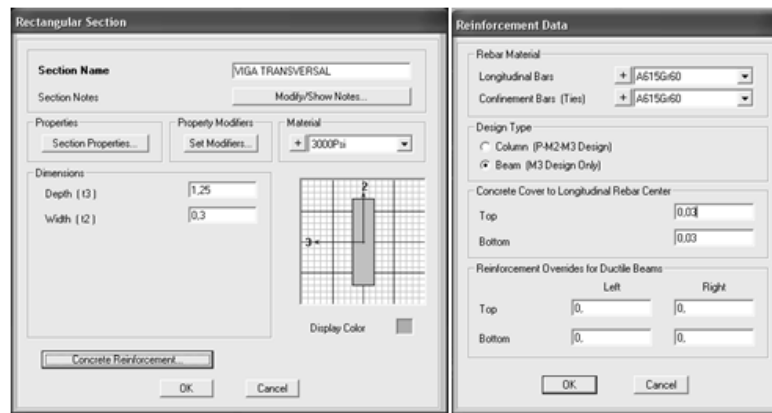 Rectangular Section
Section Name VIGA TRANSVERSAL
Section Notes Modify/Show Notes...
Properties Property Modifiers Material
Section Properties... Set Modifiers... + 3000Psi
Dimensions
Depth (t3) 1,25
Width (t2) 0,3
2
3
Display Color
Concrete Reinforcement...
OK Cancel
Reinforcement Data
Rebar Material
Longitudinal Bars + A615Gr60
Confinement Bars (Ties) + A615Gr60
Design Type
Column (P-M2-M3 Design)
Beam (M3 Design Only)
Concrete Cover to Longitudinal Rebar Center
Top 0,03
Bottom 0,03
Reinforcement Overrides for Ductile Beams
Left Right
Top 0, 0,
Bottom 0, 0,
OK Cancel